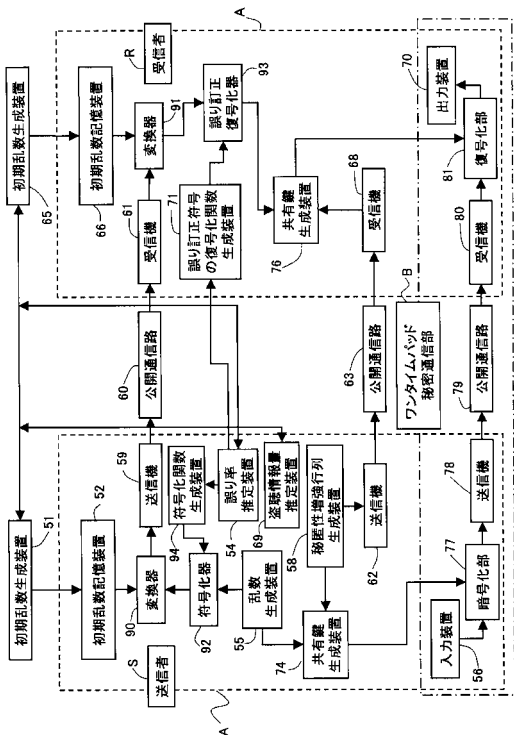 A
送信者
S
初期乱数生成装置
51
初期乱数記憶装置
52
変換器
90
送信機
59
公開通信路
60
受信機
61
変換器
91
初期乱数記憶装置
66
初期乱数生成装置
65
A
受信者
R
符号化器
92
符号化関数
生成装置
94
誤り訂正符号
の復号化関数
生成装置
71
誤り訂正
復号化器
93
乱数
生成装置
55
誤り率
推定装置
54
盗聴情報量
推定装置
69
秘匿性増強行列
生成装置
58
共有鍵
生成装置
74
送信機
62
公開通信路
63
受信機
68
共有鍵
生成装置
76
ワンタイムパッド
秘密通信部
B
入力装置
56
暗号化部
77
送信機
78
公開通信路
79
受信機
80
復号化部
81
出力装置
70